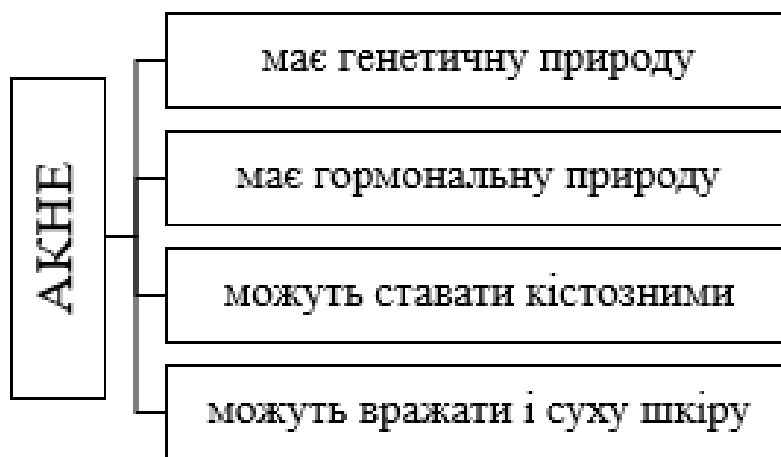 АКНЕ
має генетичну природу
має гормональну природу
можуть ставати кістозними
можуть вражати і суху шкіру